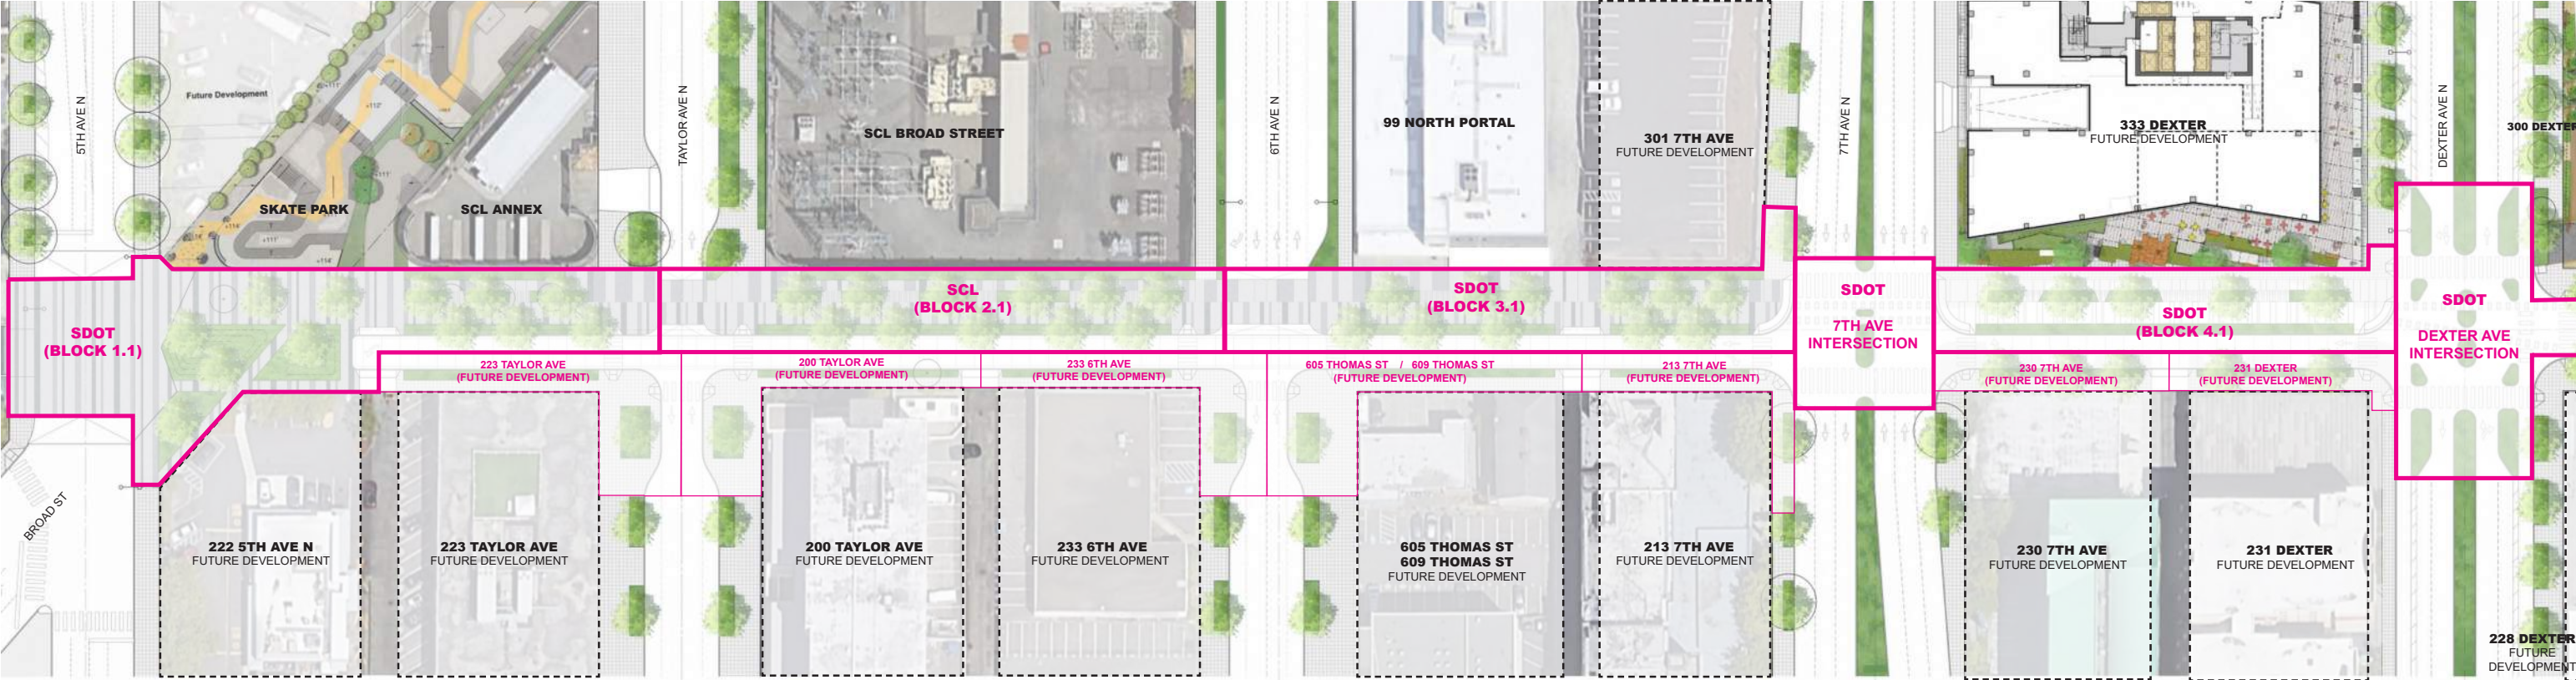 5TH AVE N
Future Development
SKATE PARK
SCL ANNEX
TAYLOR AVE N
SCL BROAD STREET
6TH AVE N
99 NORTH PORTAL
301 7TH AVE
FUTURE DEVELOPMENT
7TH AVE N
333 DEXTER
FUTURE DEVELOPMENT
DEXTER AVE N
300 DEXTER
SDOT
(BLOCK 1.1)
SCL
(BLOCK 2.1)
SDOT
(BLOCK 3.1)
SDOT
7TH AVE
INTERSECTION
SDOT
(BLOCK 4.1)
SDOT
DEXTER AVE
INTERSECTION
223 TAYLOR AVE
(FUTURE DEVELOPMENT)
200 TAYLOR AVE
(FUTURE DEVELOPMENT)
233 6TH AVE
(FUTURE DEVELOPMENT)
605 THOMAS ST / 609 THOMAS ST
(FUTURE DEVELOPMENT)
213 7TH AVE
(FUTURE DEVELOPMENT)
230 7TH AVE
(FUTURE DEVELOPMENT)
231 DEXTER
(FUTURE DEVELOPMENT)
BROAD ST
222 5TH AVE N
FUTURE DEVELOPMENT
223 TAYLOR AVE
FUTURE DEVELOPMENT
200 TAYLOR AVE
FUTURE DEVELOPMENT
233 6TH AVE
FUTURE DEVELOPMENT
605 THOMAS ST
609 THOMAS ST
FUTURE DEVELOPMENT
213 7TH AVE
FUTURE DEVELOPMENT
230 7TH AVE
FUTURE DEVELOPMENT
231 DEXTER
FUTURE DEVELOPMENT
228 DEXTER
FUTURE
DEVELOPMENT